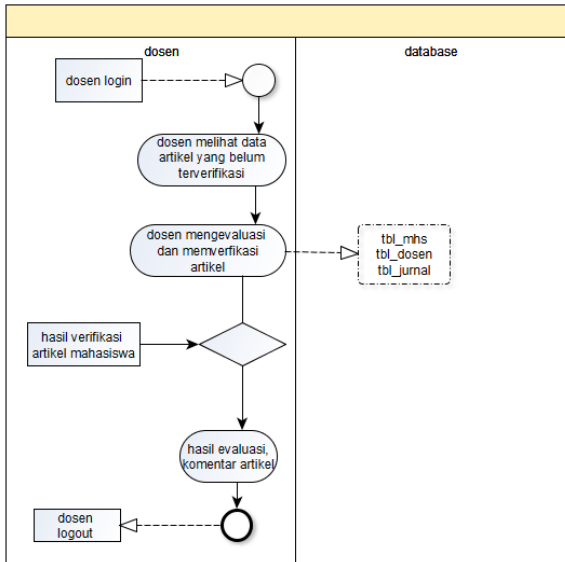 dosen
database
dosen login
dosen melihat data
artikel yang belum
terverifikasi
dosen mengevaluasi
dan memverfikasi
artikel
tbl_mhs
tbl_dosen
tbl_jurnal
hasil verifikasi
artikel mahasiswa
hasil evaluasi,
komentar artikel
dosen
logout